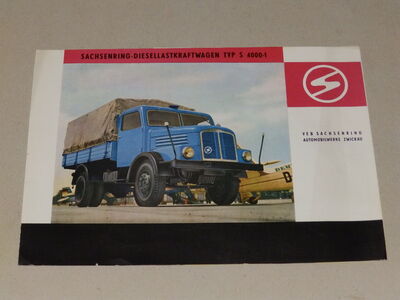 SACHSENRING-DIESELLASTKRAFTWAGEN TYP S 4000-1
VEB SACHSENRING
AUTOMOBILWERKE ZWICKAU